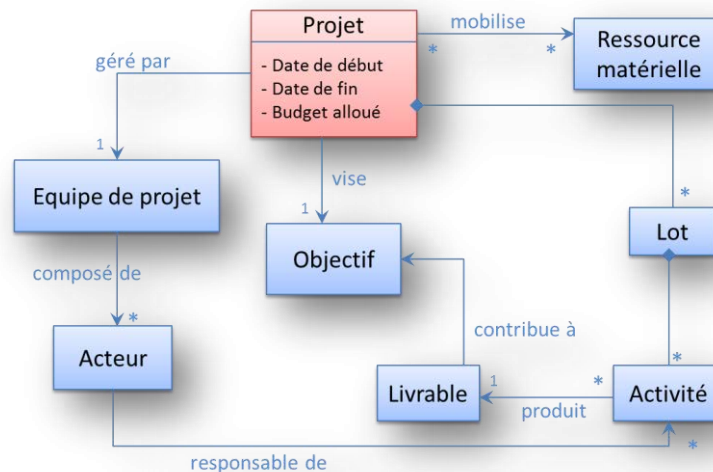 Projet
- Date de début
- Date de fin
- Budget alloué
mobilise
*
*
Ressource
matérielle
géré par
1
Equipe de projet
vise
1
Objectif
*
Lot
composé de
*
Acteur
contribue à
Livrable
1
produit
*
*
Activité
responsable de
*